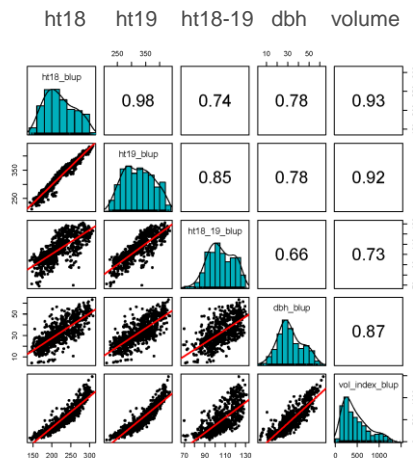 ht18 ht19 ht18-19 dbh volume
250 350 10 30 50
ht18_blup 0.98 0.74 0.78 0.93
250 350
ht19_blup 0.85 0.78 0.92
ht18_19_blup 0.66 0.73
10 30 50
dbh_blup 0.87
vol_index_blup
150 200 250 300 70 90 110 130 0 500 1000